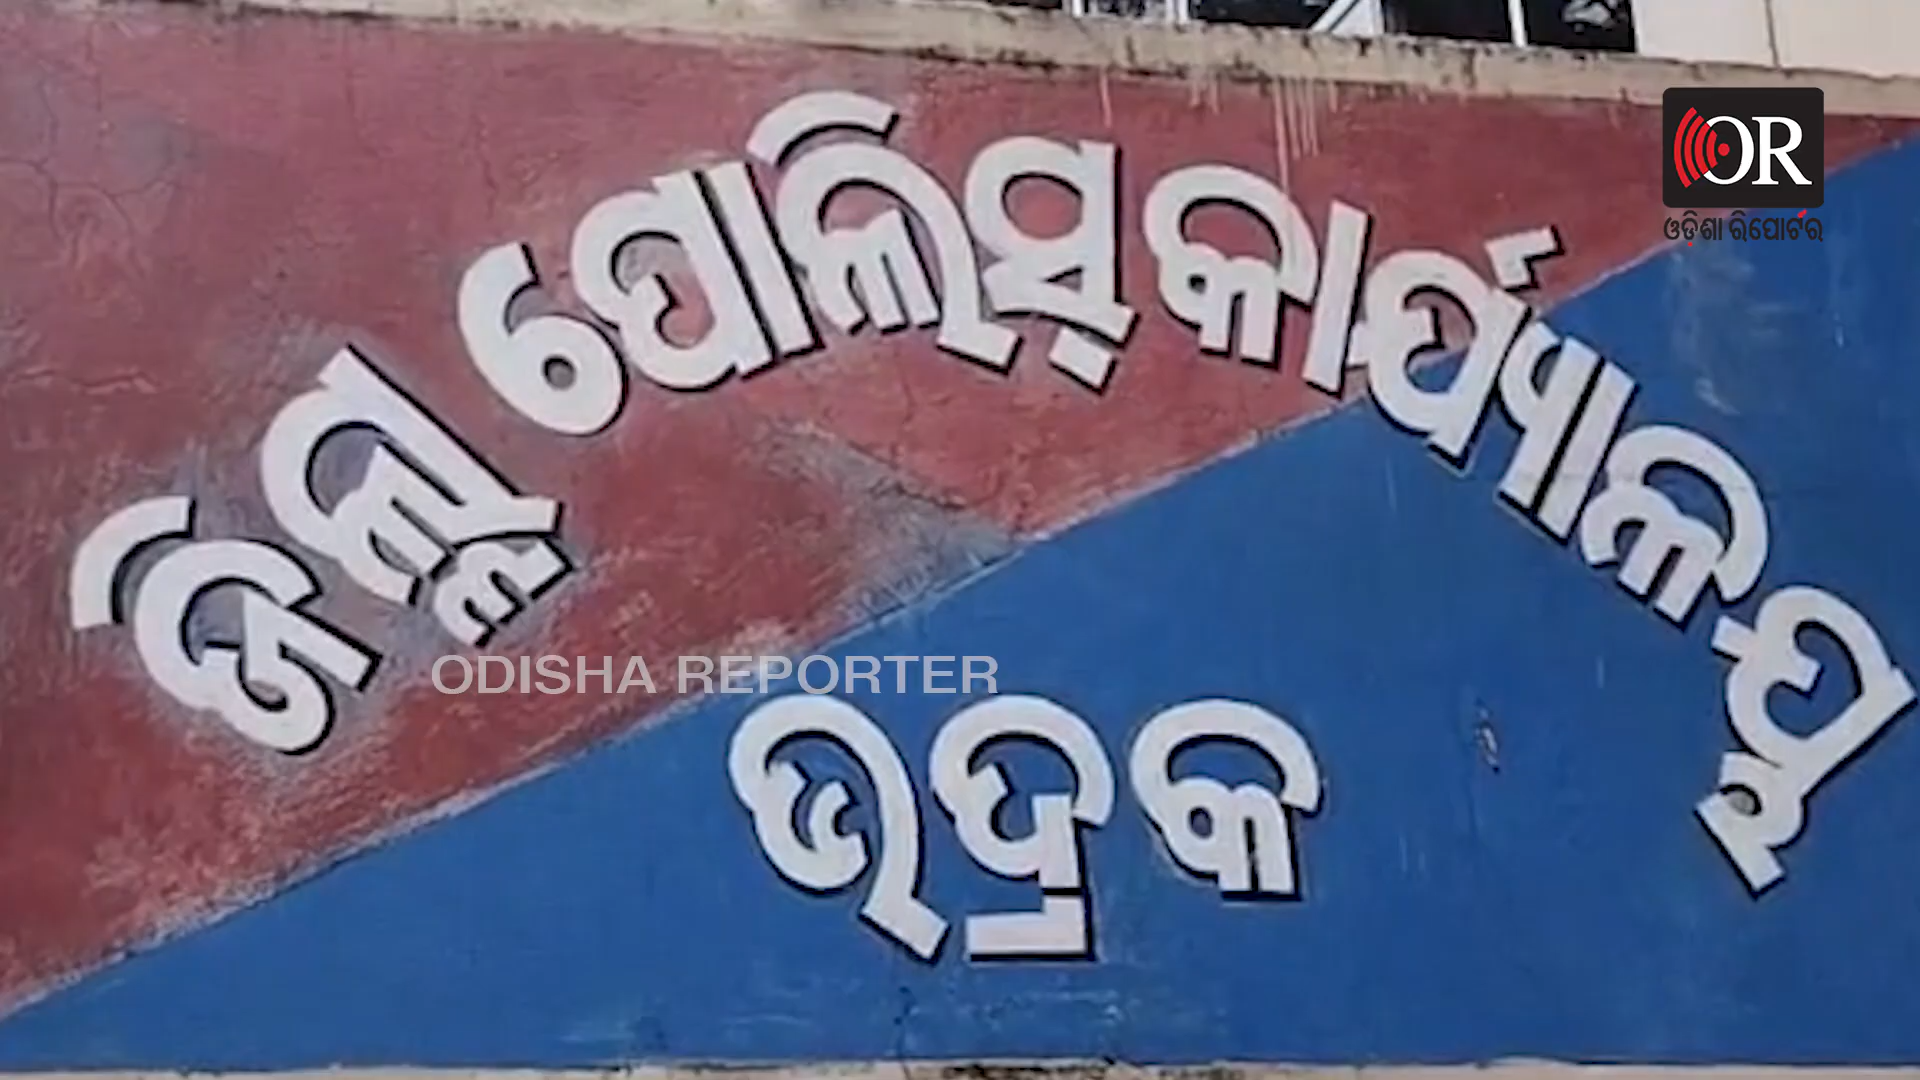 ଜିଲ୍ଲା ପୋଲିସ୍ କାର୍ଯ୍ୟାଳୟ
ଭଦ୍ରକ
OR
ଓଡ଼ିଶା ରିପୋର୍ଟର
ODISHA REPORTER